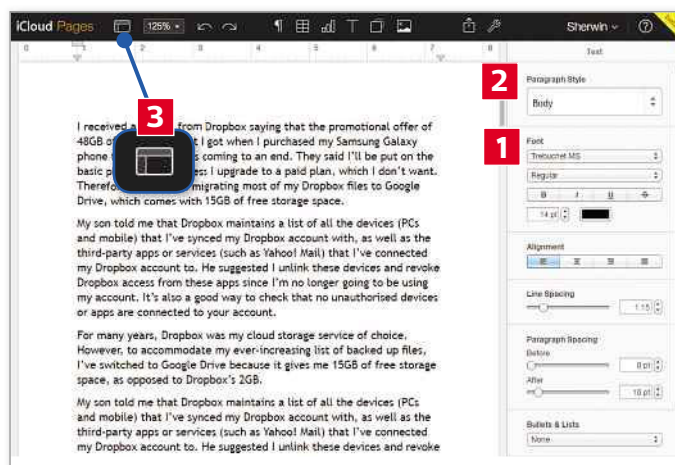 iCloud Pages 125% Sherwin
0 1 2 3 4 5 6 7 8 Text
2 Paragraph Style
Body
1 Font
Trebuchet MS
Regular
B I U
14 pt
Alignment
Line Spacing
1.15
Paragraph Spacing
Before
0 pt
After
10 pt
Bullets & Lists
None
3
I received a from Dropbox saying that the promotional offer of
48GB o t I got when I purchased my Samsung Galaxy
phone s coming to an end. They said I'll be put on the
basic p ess I upgrade to a paid plan, which I don't want.
Therefo migrating most of my Dropbox files to Google
Drive, which comes with 15GB of free storage space.
My son told me that Dropbox maintains a list of all the devices (PCs
and mobile) that I've synced my Dropbox account with, as well as the
third-party apps or services (such as Yahoo! Mail) that I've connected
my Dropbox account to. He suggested I unlink these devices and revoke
Dropbox access from these apps since I'm no longer going to be using
my account. It's also a good way to check that no unauthorised devices
or apps are connected to your account.
For many years, Dropbox was my cloud storage service of choice.
However, to accommodate my ever-increasing list of backed up files,
I've switched to Google Drive because it gives me 15GB of free storage
space, as opposed to Dropbox's 2GB.
My son told me that Dropbox maintains a list of all the devices (PCs
and mobile) that I've synced my Dropbox account with, as well as the
third-party apps or services (such as Yahoo! Mail) that I've connected
my Dropbox account to. He suggested I unlink these devices and revoke